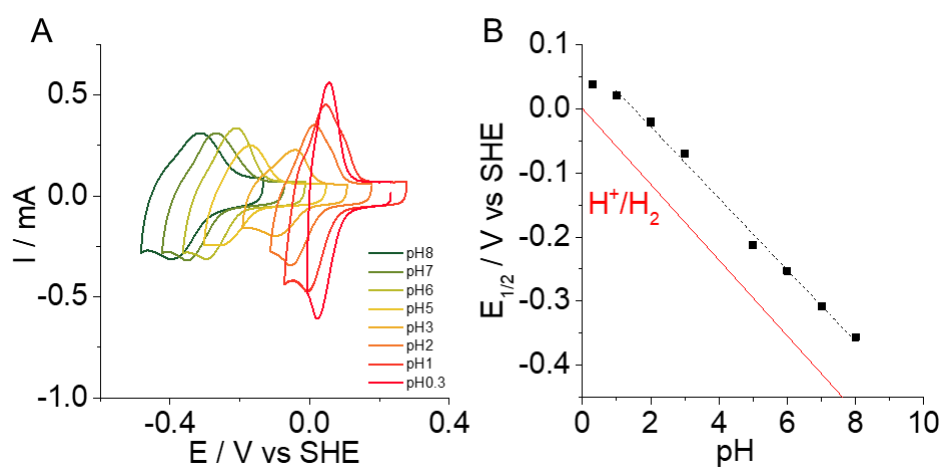 A
I / mA
0.5
0.0
-0.5
-1.0
-0.4
0.0
0.4
E / V vs SHE
pH8
pH7
pH6
pH5
pH3
pH2
pH1
pH0.3
B
E1/2 / V vs SHE
0.1
0.0
-0.1
-0.2
-0.3
-0.4
H+/H2
0
2
4
6
8
10
pH